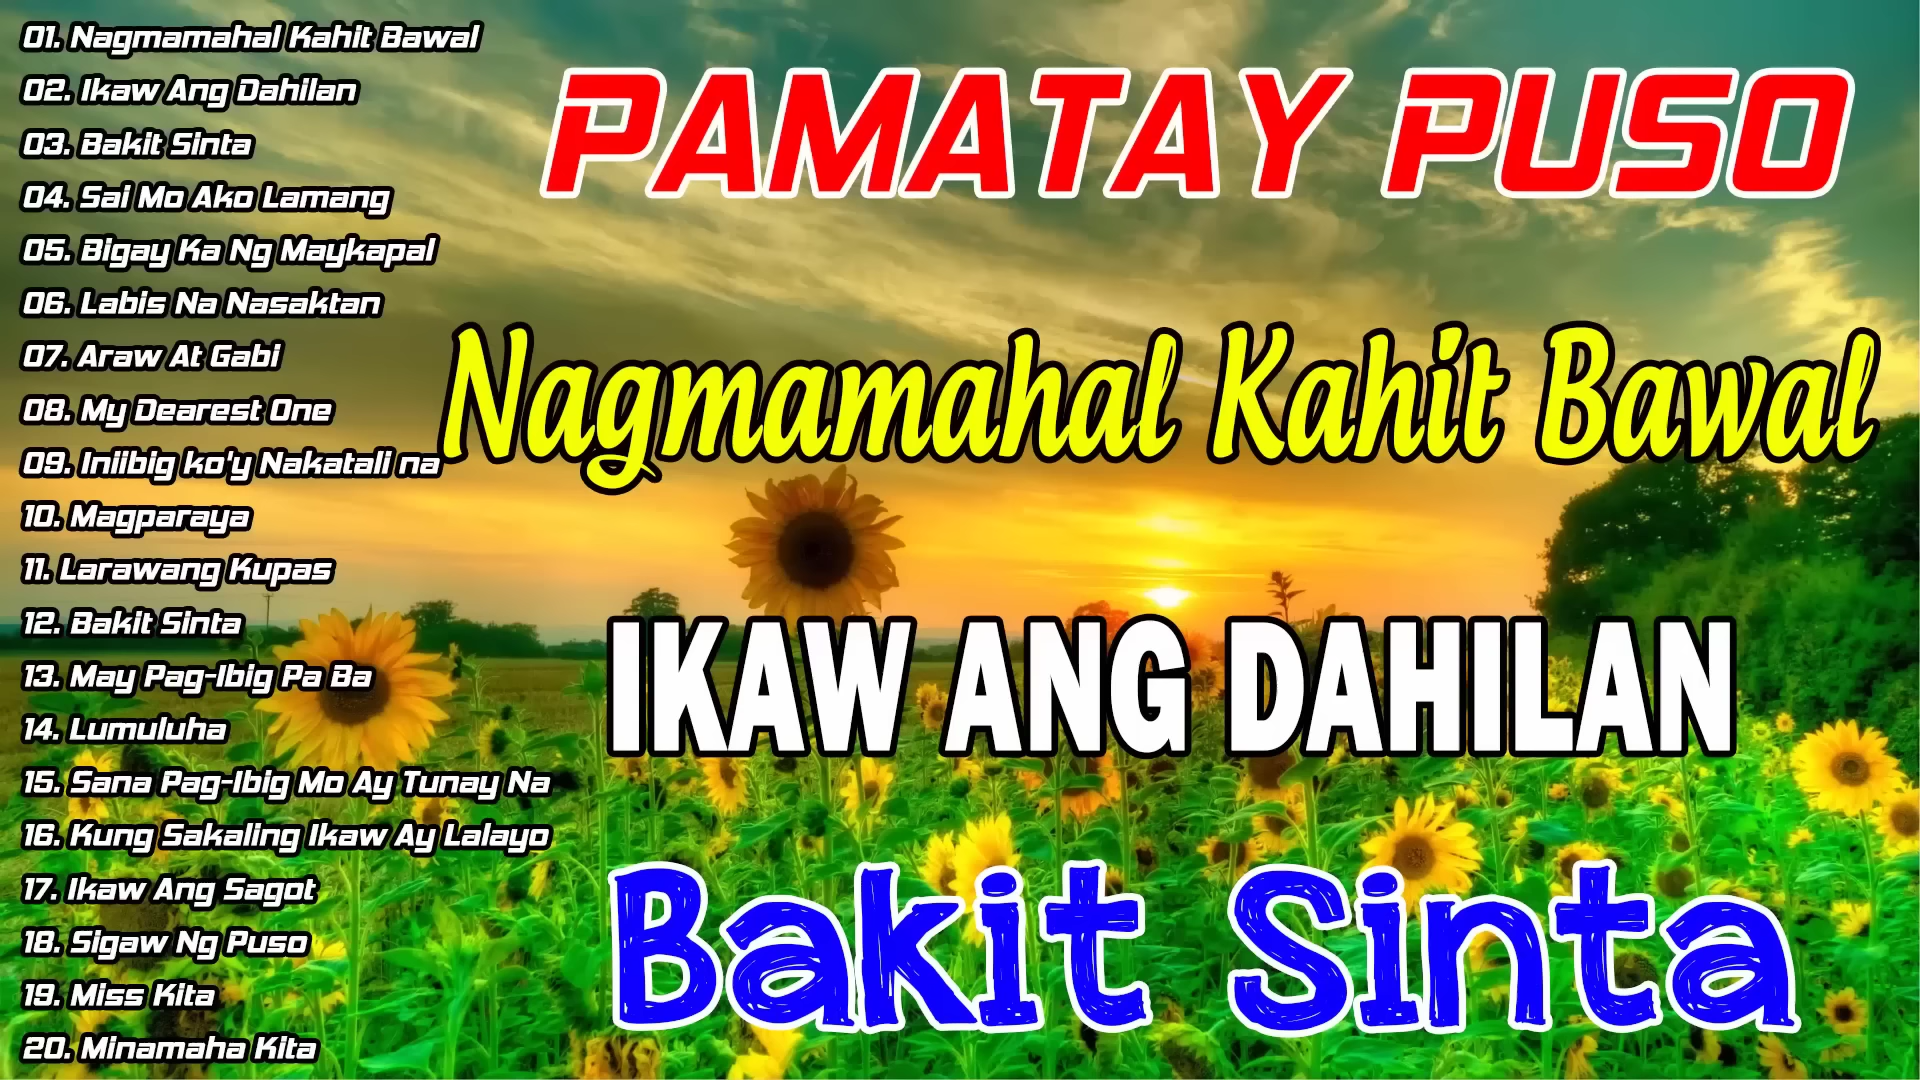 01. Nagmamahal Kahit Bawal
02. Ikaw Ang Dahilan
03. Bakit Sinta
04. Sai Mo Ako Lamang
05. Bigay Ka Ng Maykapal
06. Labis Na Nasaktan
07. Araw At Gabi
08. My Dearest One
09. Iniibig ko'y Nakatali na
10. Magparaya
11. Larawang Kupas
12. Bakit Sinta
13. May Pag-Ibig Pa Ba
14. Lumuluha
15. Sana Pag-Ibig Mo Ay Tunay Na
16. Kung Sakaling Ikaw Ay Lalayo
17. Ikaw Ang Sagot
18. Sigaw Ng Puso
19. Miss Kita
20. Minamaha Kita
PAMATAY PUSO
Nagmamahal Kahit Bawal
IKAW ANG DAHILAN
Bakit Sinta